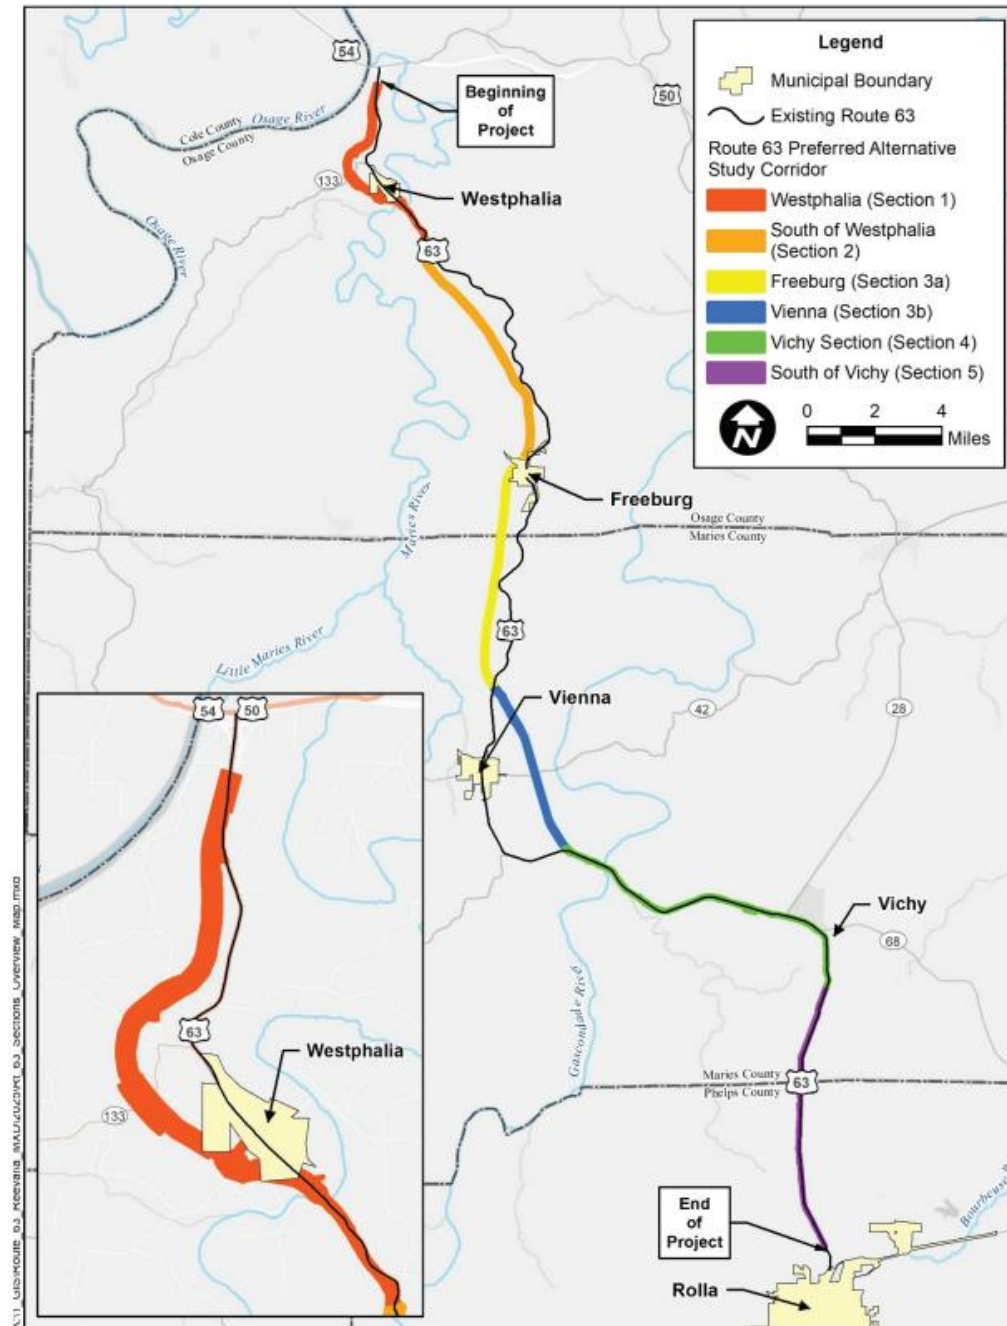 54
Beginning
of
Project
50
Legend
Municipal Boundary
Existing Route 63
Route 63 Preferred Alternative
Study Corridor
Westphalia (Section 1)
South of Westphalia
(Section 2)
Freeburg (Section 3a)
Vienna (Section 3b)
Vichy Section (Section 4)
South of Vichy (Section 5)
N
0 2 4
Miles
Cole County
Osage County
Osage River
133
Westphalia
Osage River
63
Freeburg
Maries River
Osage County
Maries County
63
Little Maries River
Vienna
42
28
54 50
Vichy
68
Gasconade River
63
Westphalia
133
Maries County
Phelps County
63
End
of
Project
Bourbeuse R
Rolla